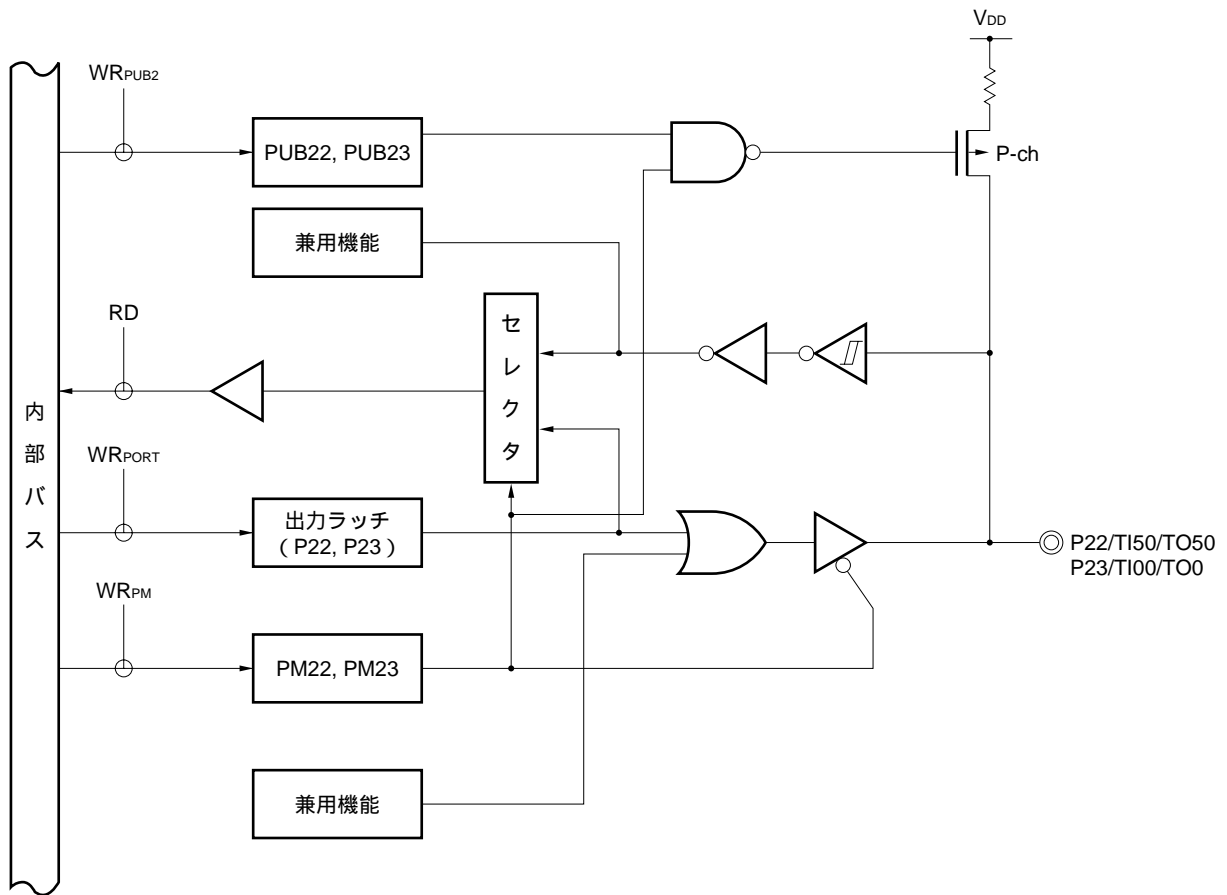 VDD
WRPUB2
PUB22, PUB23
P-ch
兼用機能
RD
セレクタ
内部バス
WRPORT
出力ラッチ
（P22, P23）
P22/TI50/TO50
P23/TI00/TO0
WRPM
PM22, PM23
兼用機能